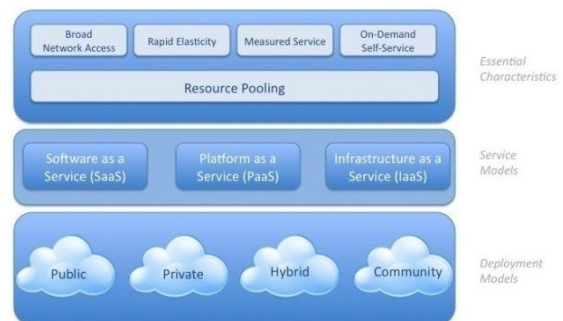 Broad
Network Access
Rapid Elasticity
Measured Service
On-Demand
Self-Service
Resource Pooling
Essential
Characteristics
Software as a
Service (SaaS)
Platform as a
Service (PaaS)
Infrastructure as a
Service (IaaS)
Service
Models
Public
Private
Hybrid
Community
Deployment
Models